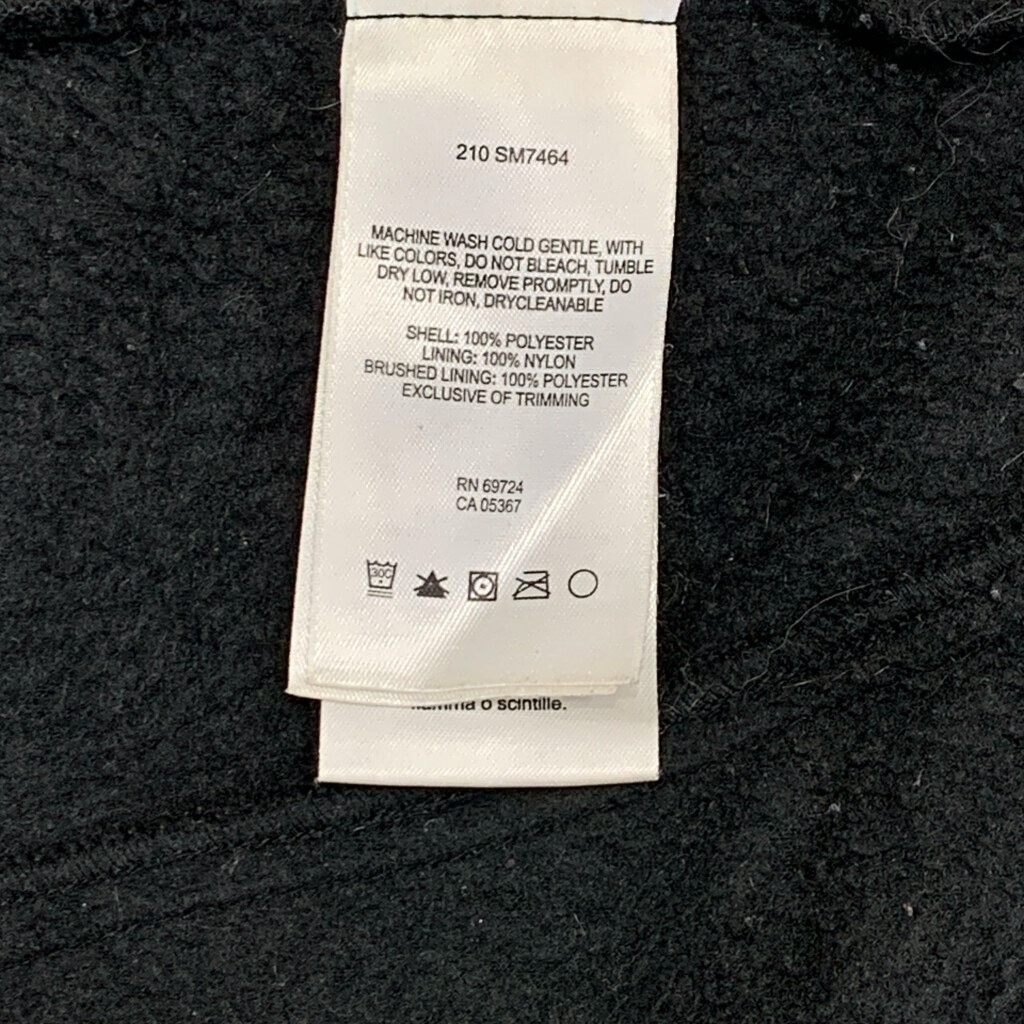 210 SM7464
MACHINE WASH COLD GENTLE, WITH
LIKE COLORS, DO NOT BLEACH, TUMBLE
DRY LOW, REMOVE PROMPTLY, DO
NOT IRON, DRYCLEANABLE
SHELL: 100% POLYESTER
LINING: 100% NYLON
BRUSHED LINING: 100% POLYESTER
EXCLUSIVE OF TRIMMING
RN 69724
CA 05367
30C
o scintille.